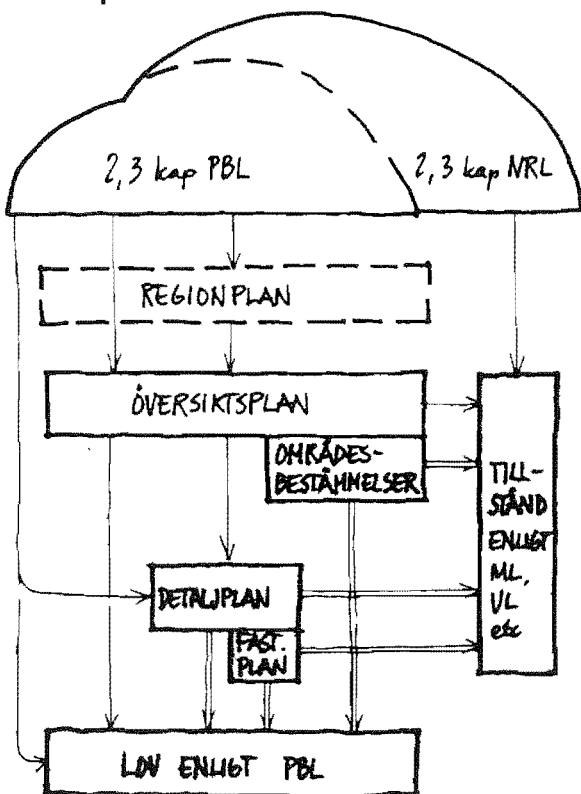 2,3 kap PBL
2,3 kap NRL
REGIONPLAN
ÖVERSIKTSPLAN
OMRÅDES-
BESTÄMMELSER
TILL-
STÅND
ENLIGT
ML,
VL
etc
DETALJPLAN
FAST.
PLAN
LOV ENLIGT PBL